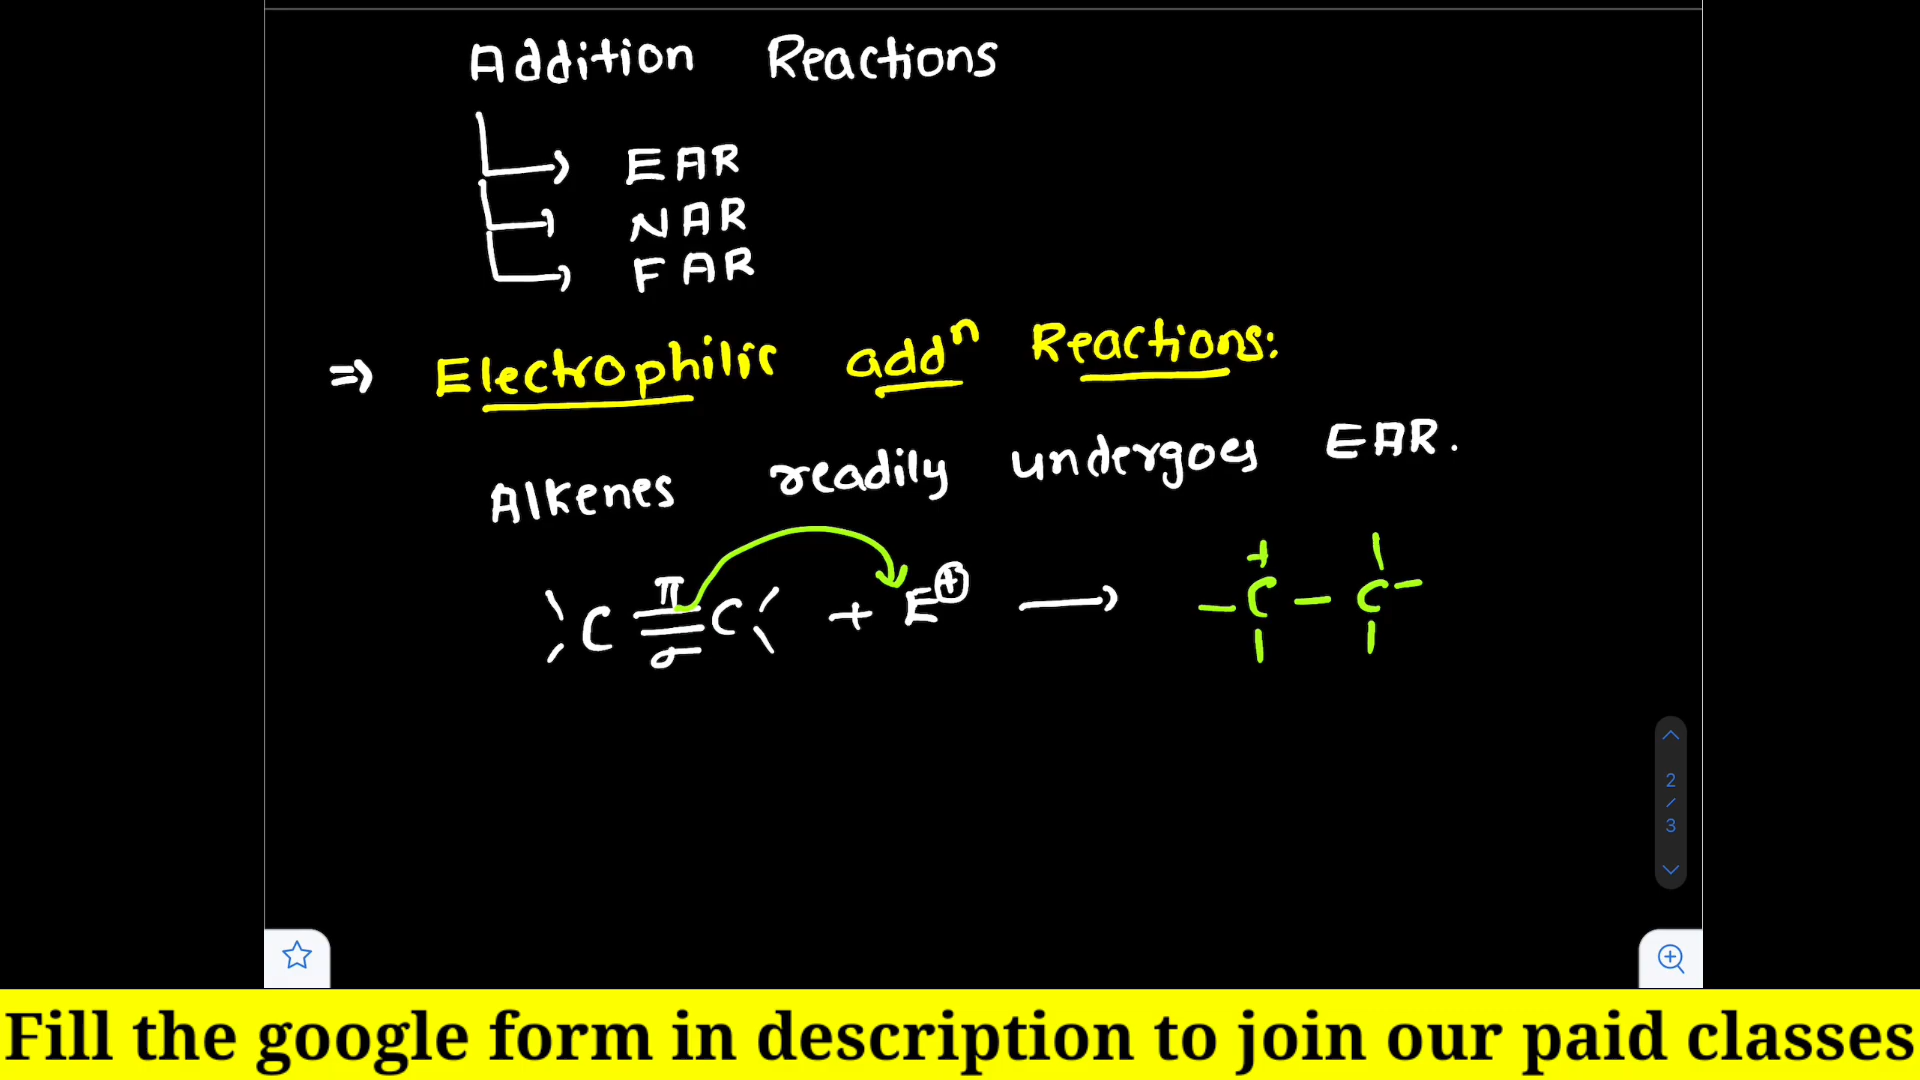 Addition Reactions
EAR
NAR
FAR
⇒ Electrophilic addⁿ Reactions:
Alkenes readily undergoes EAR.
π
C = C + E⊕ → + C – C
σ
2
/
3
Fill the google form in description to join our paid classes